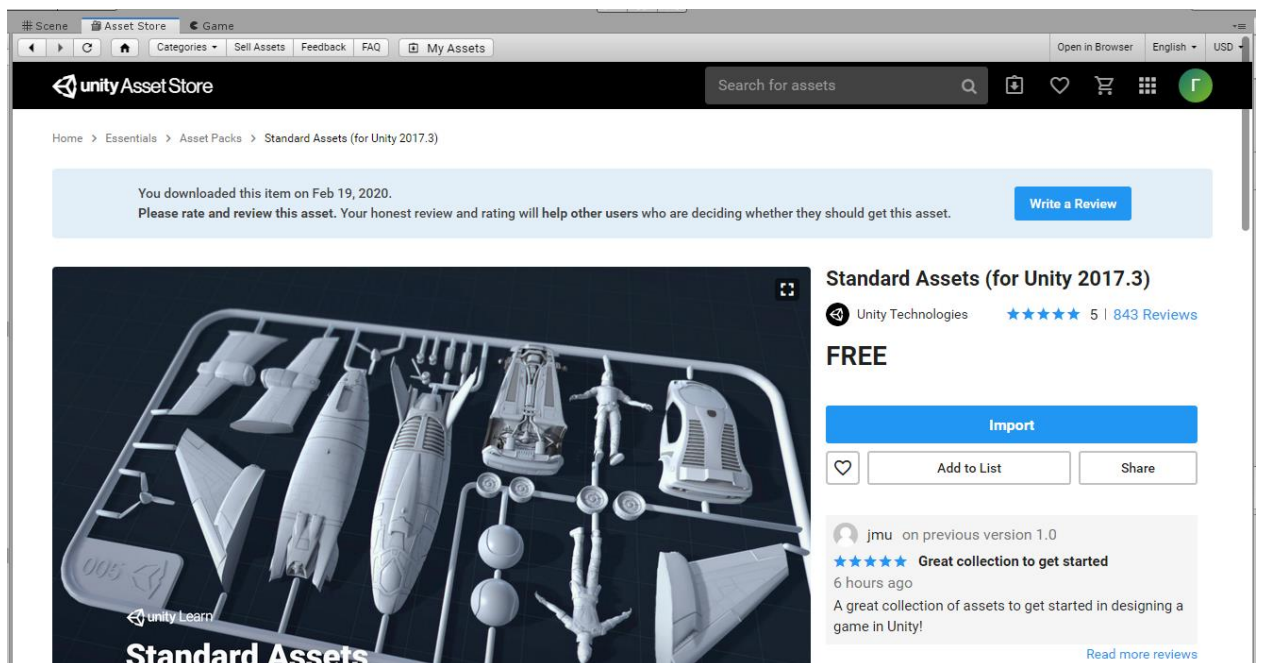 Scene Asset Store Game
Categories Sell Assets Feedback FAQ My Assets Open in Browser English USD
unity Asset Store Search for assets Г
Home > Essentials > Asset Packs > Standard Assets (for Unity 2017.3)
You downloaded this item on Feb 19, 2020.
Please rate and review this asset. Your honest review and rating will help other users who are deciding whether they should get this asset.
Write a Review
Standard Assets (for Unity 2017.3)
Unity Technologies ★★★★★ 5 | 843 Reviews
FREE
Import
Add to List Share
jmu on previous version 1.0
★★★★★ Great collection to get started
6 hours ago
A great collection of assets to get started in designing a
game in Unity!
Read more reviews
005
unity Learn
Standard Assets